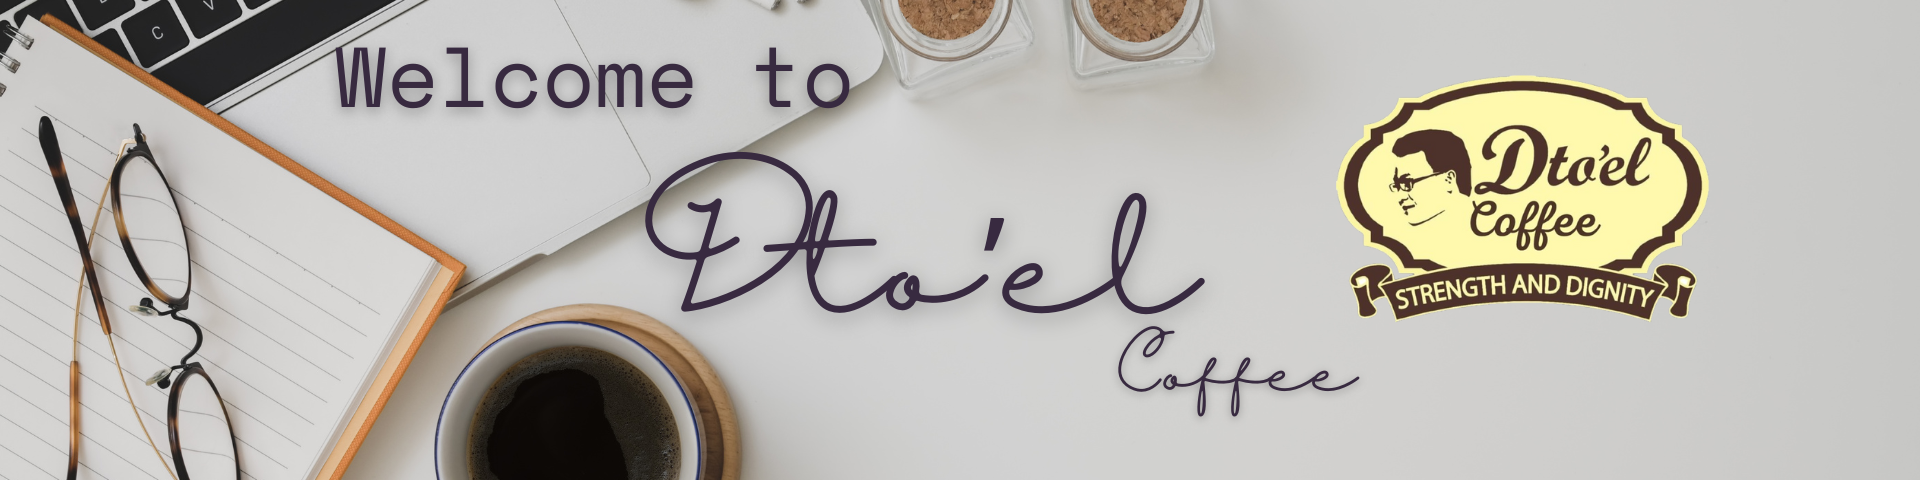 Welcome to
Dto'el
Coffee
Dto'el
Coffee
STRENGTH AND DIGNITY
C
V